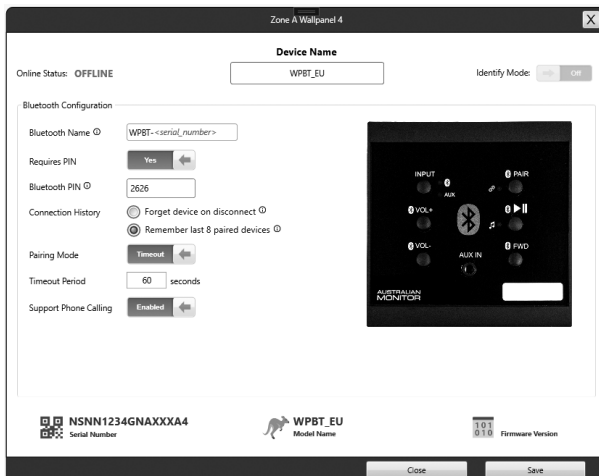 Zone A Wallpanel 4
X
Device Name
Online Status: OFFLINE
WPBT_EU
Identify Mode:
Off
Bluetooth Configuration
Bluetooth Name
WPBT-<serial_number>
Requires PIN
Yes
Bluetooth PIN
2626
Connection History
Forget device on disconnect
Remember last 8 paired devices
Pairing Mode
Timeout
Timeout Period
60 seconds
Support Phone Calling
Enabled
INPUT
PAIR
AUX
VOL+
VOL-
AUX IN
FWD
AUSTRALIAN
MONITOR
NSNN1234GNAXXXA4
Serial Number
WPBT_EU
Model Name
101
010
Firmware Version
Close
Save